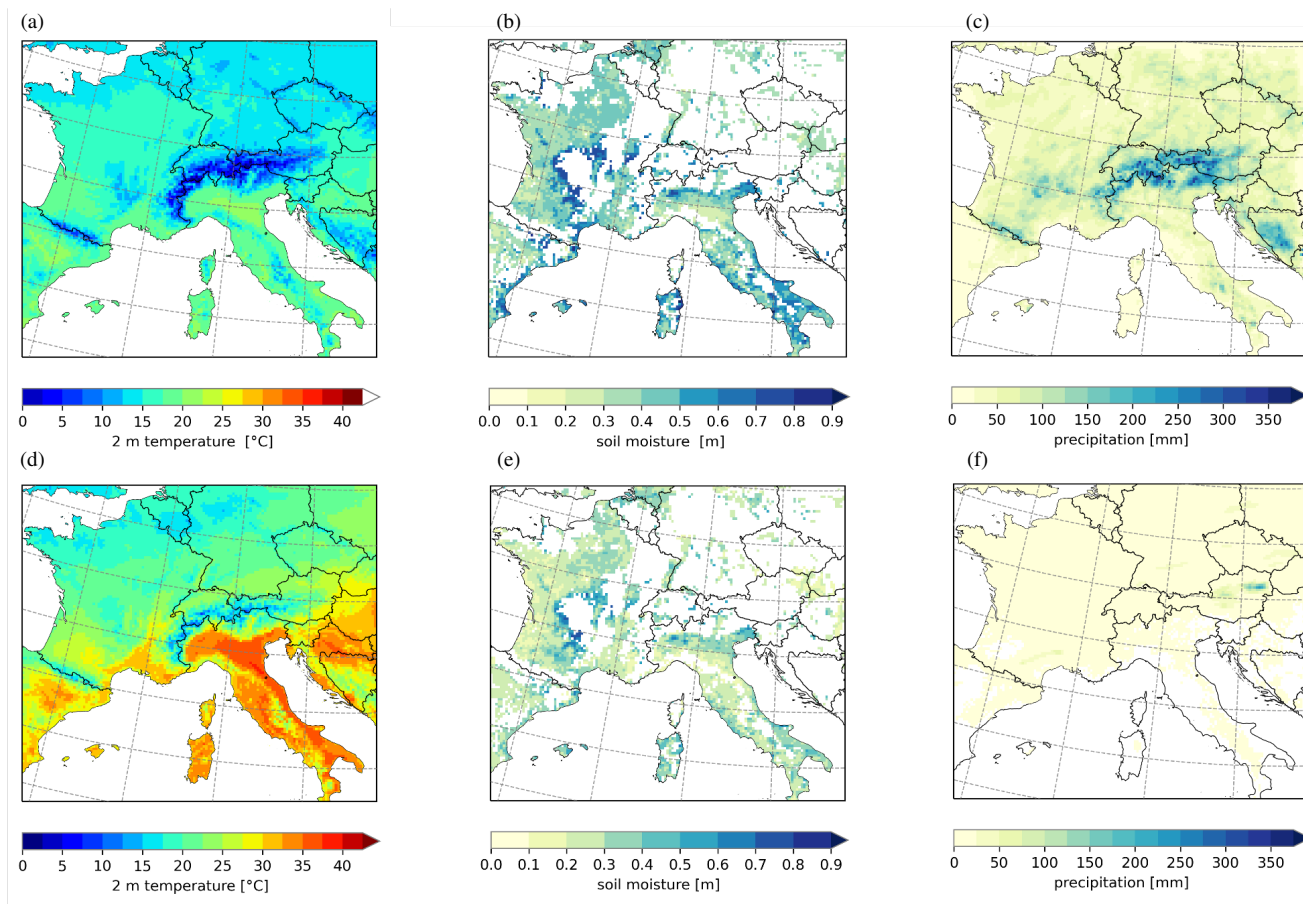 (a)
(b)
(c)
0 5 10 15 20 25 30 35 40
2 m temperature [°C]
0.0 0.1 0.2 0.3 0.4 0.5 0.6 0.7 0.8 0.9
soil moisture [m]
0 50 100 150 200 250 300 350
precipitation [mm]
(d)
(e)
(f)
0 5 10 15 20 25 30 35 40
2 m temperature [°C]
0.0 0.1 0.2 0.3 0.4 0.5 0.6 0.7 0.8 0.9
soil moisture [m]
0 50 100 150 200 250 300 350
precipitation [mm]